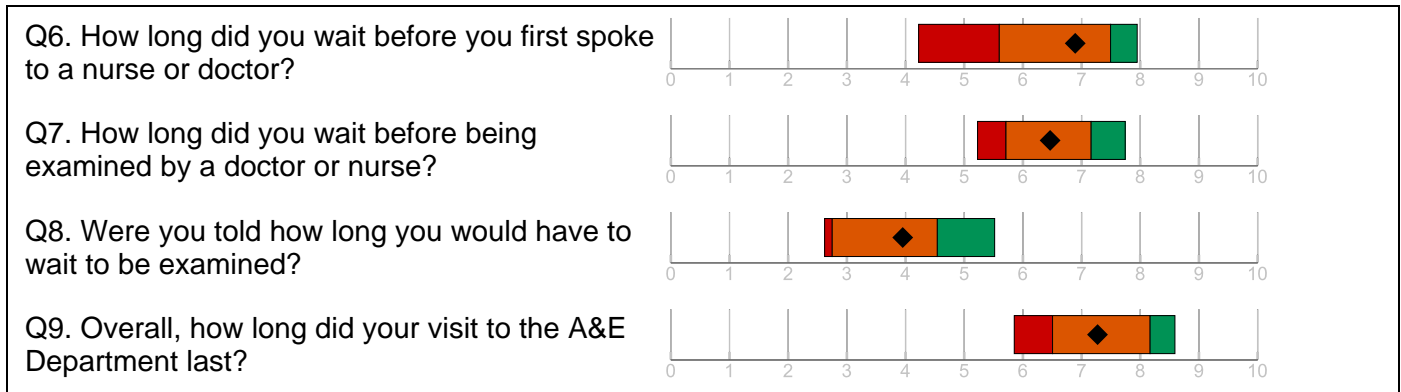 Q6. How long did you wait before you first spoke
to a nurse or doctor?
0 1 2 3 4 5 6 7 8 9 10
Q7. How long did you wait before being
examined by a doctor or nurse?
0 1 2 3 4 5 6 7 8 9 10
Q8. Were you told how long you would have to
wait to be examined?
0 1 2 3 4 5 6 7 8 9 10
Q9. Overall, how long did your visit to the A&E
Department last?
0 1 2 3 4 5 6 7 8 9 10